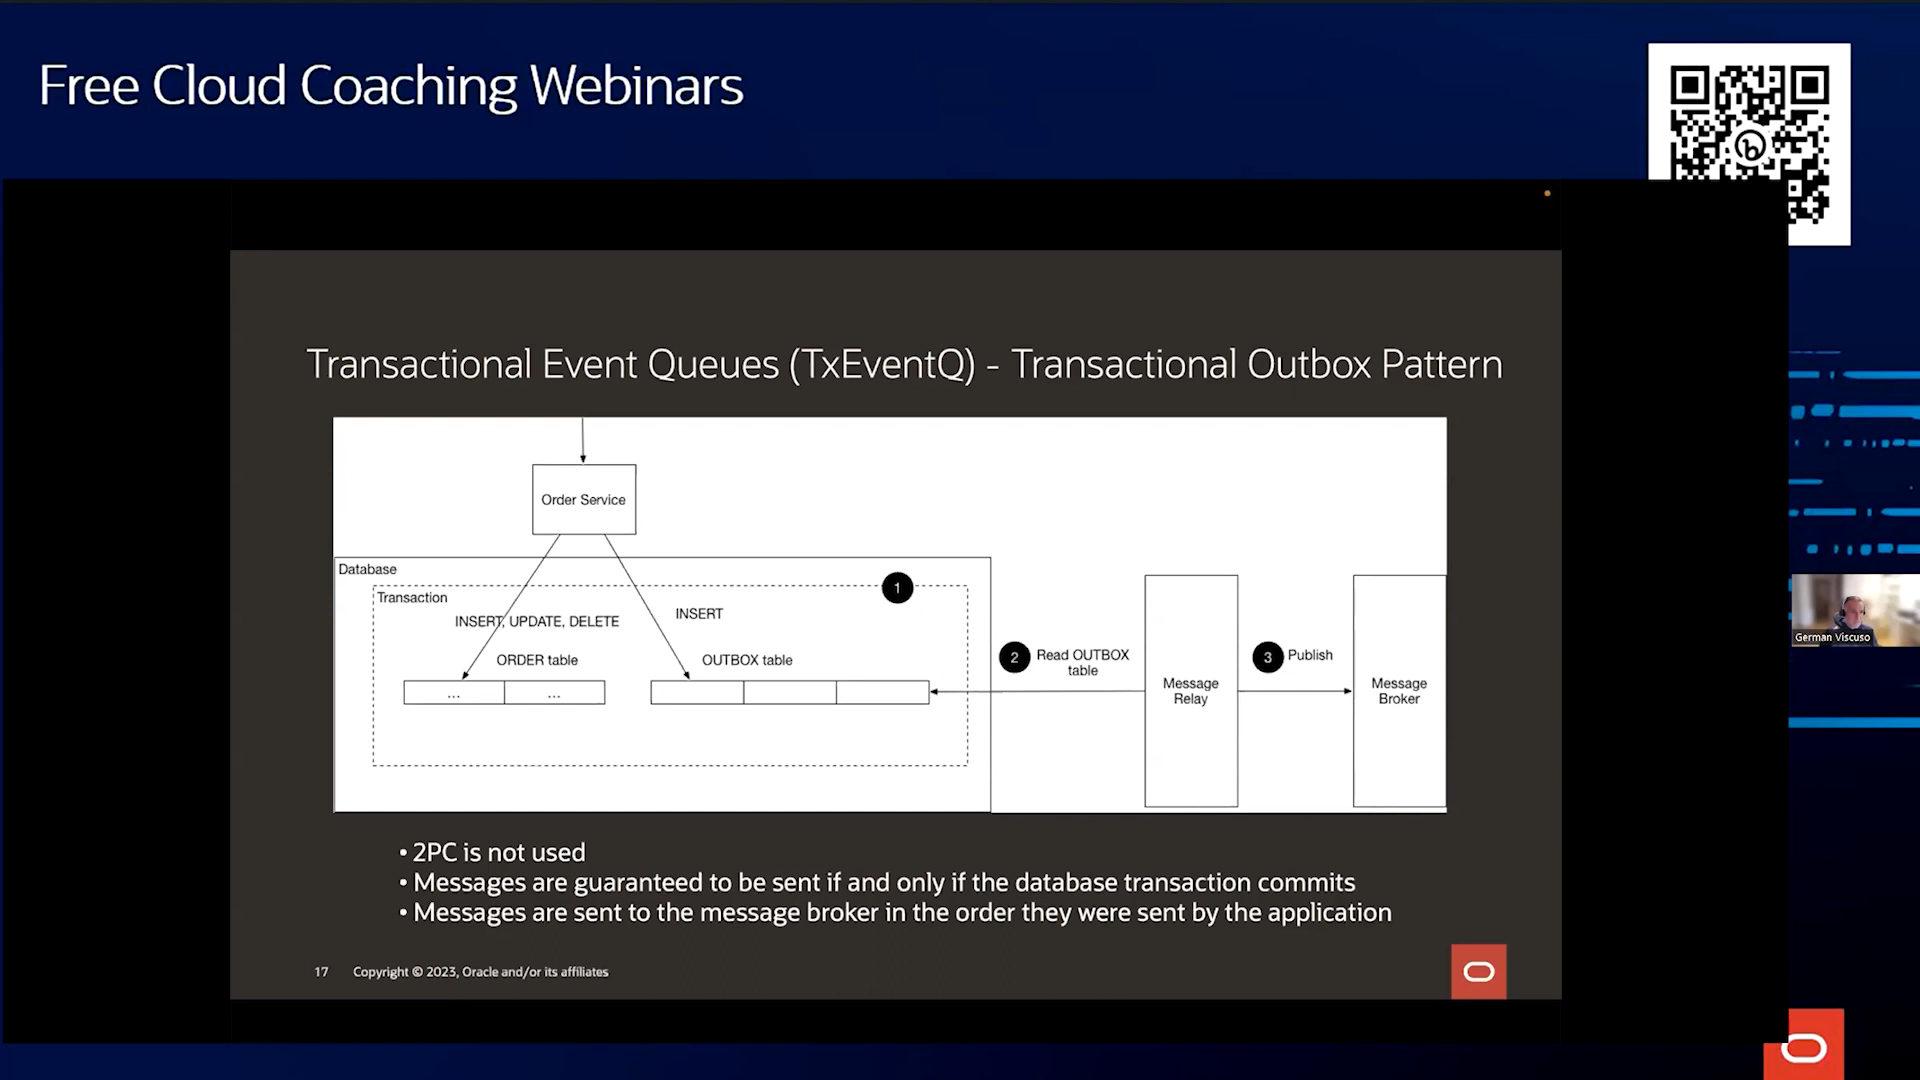 Free Cloud Coaching Webinars
Transactional Event Queues (TxEventQ) - Transactional Outbox Pattern
Order Service
Database
Transaction
1
INSERT, UPDATE, DELETE
INSERT
ORDER table
OUTBOX table
...
...
2
Read OUTBOX
table
Message
Relay
3
Publish
Message
Broker
• 2PC is not used
• Messages are guaranteed to be sent if and only if the database transaction commits
• Messages are sent to the message broker in the order they were sent by the application
17
Copyright © 2023, Oracle and/or its affiliates
German Viscuso